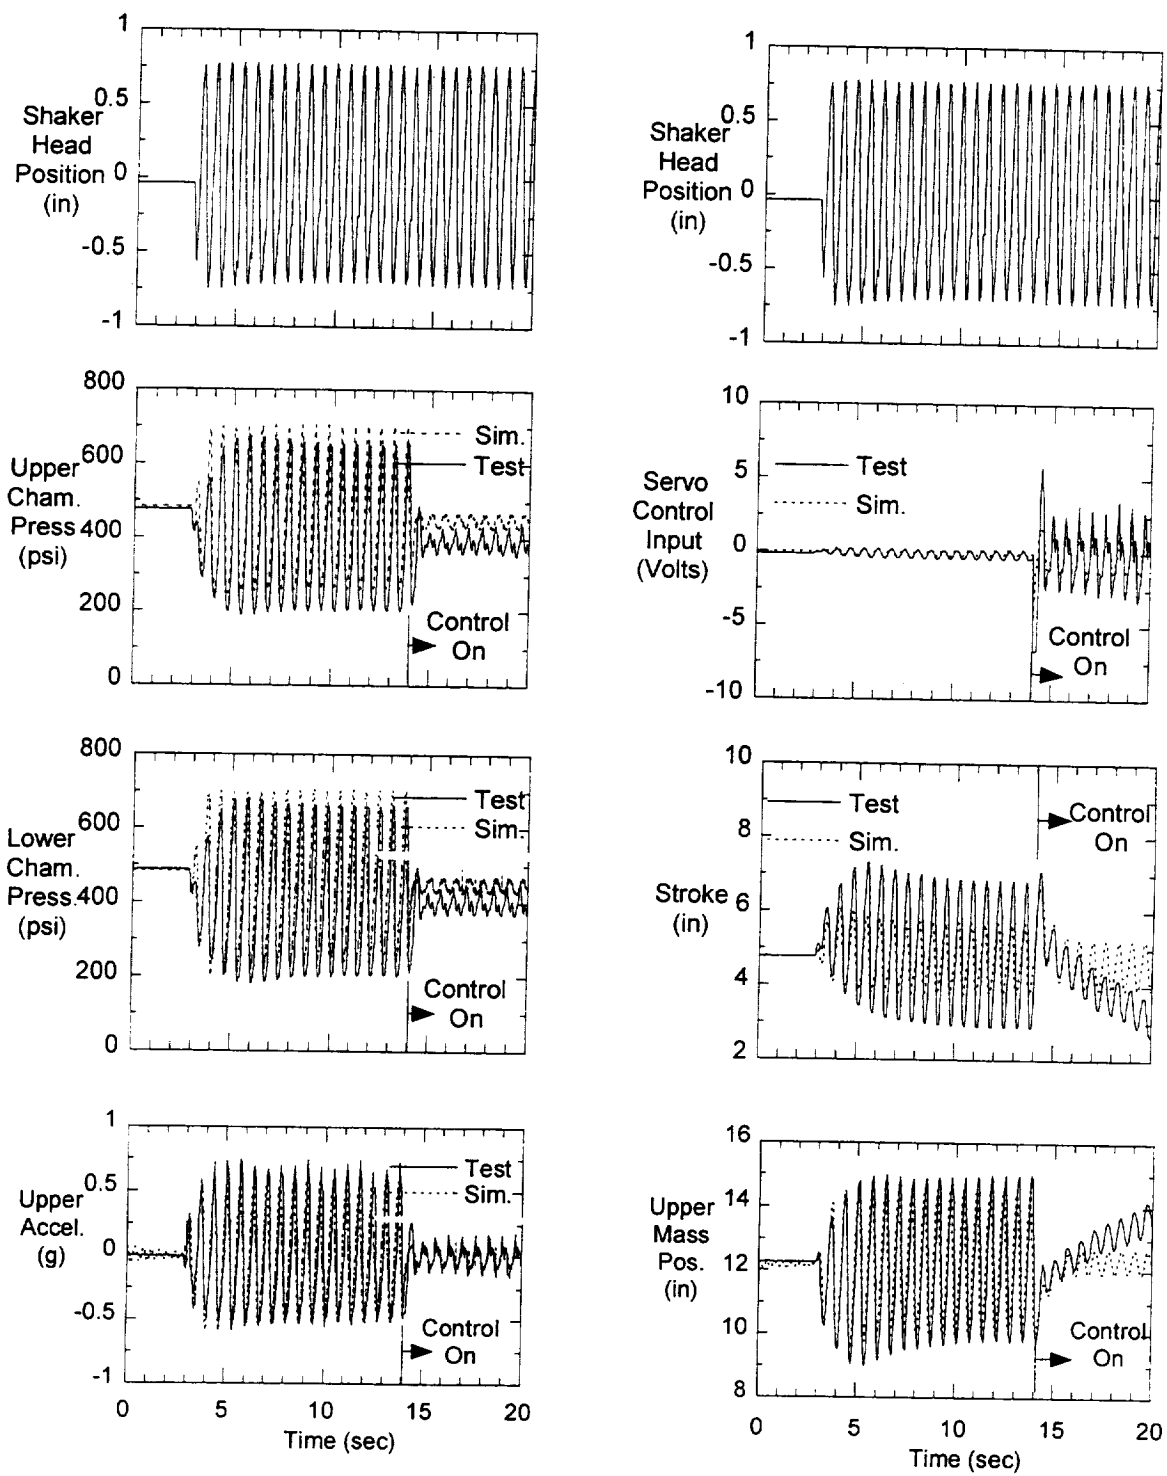 1
0.5
0
-0.5
-1
Shaker
Head
Position
(in)
1
0.5
0
-0.5
-1
Shaker
Head
Position
(in)
800
600
400
200
0
Upper
Cham.
Press
(psi)
Sim.
Test
Control
On
10
5
0
-5
-10
Servo
Control
Input
(Volts)
Test
Sim.
Control
On
800
600
400
200
0
Lower
Cham.
Press.
(psi)
Test
Sim.
Control
On
10
8
6
4
2
Stroke
(in)
Test
Sim.
Control
On
1
0.5
0
-0.5
-1
Upper
Accel.
(g)
Test
Sim.
Control
On
0 5 10 15 20
Time (sec)
16
14
12
10
8
Upper
Mass
Pos.
(in)
Control
On
0 5 10 15 20
Time (sec)